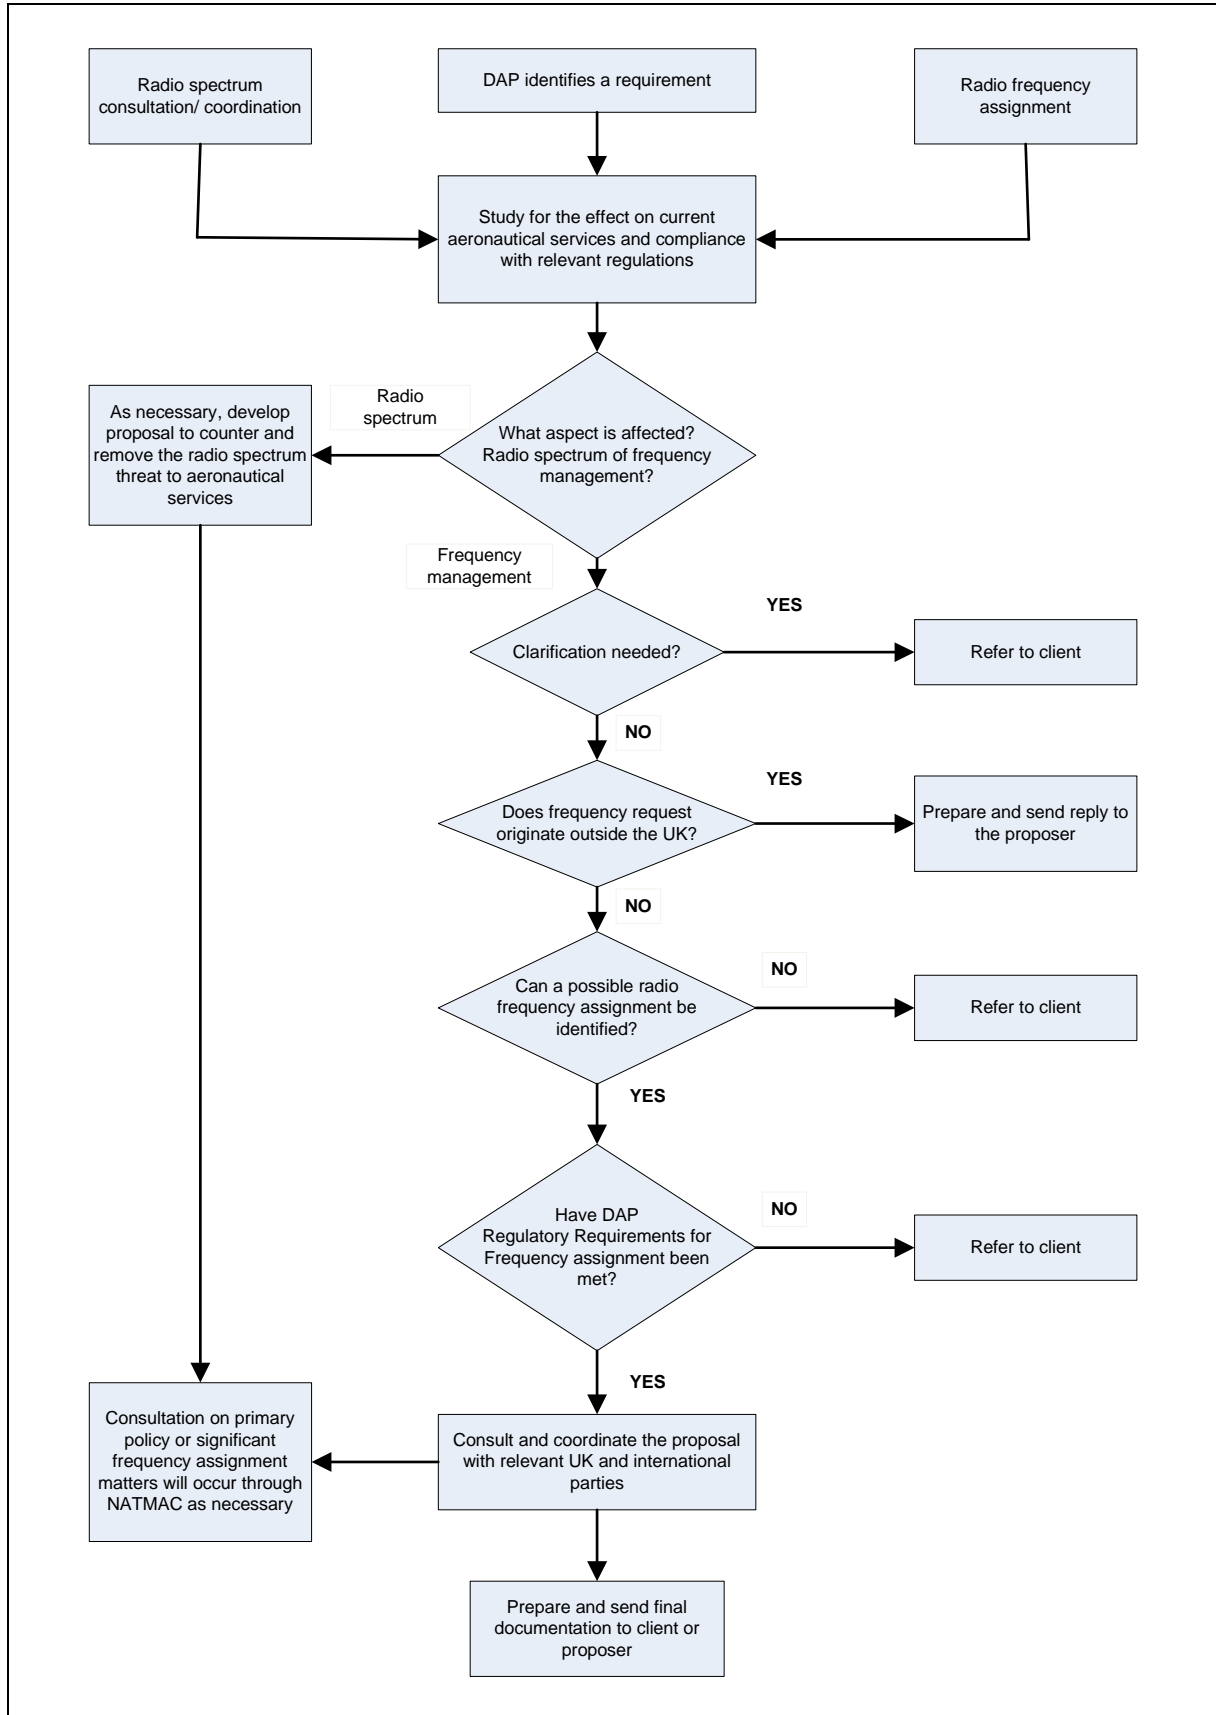 Radio spectrum
consultation/ coordination
DAP identifies a requirement
Radio frequency
assignment
Study for the effect on current
aeronautical services and compliance
with relevant regulations
As necessary, develop
proposal to counter and
remove the radio spectrum
threat to aeronautical
services
Radio
spectrum
What aspect is affected?
Radio spectrum of frequency
management?
Frequency
management
Clarification needed?
YES
Refer to client
NO
Does frequency request
originate outside the UK?
YES
Prepare and send reply to
the proposer
NO
Can a possible radio
frequency assignment be
identified?
NO
Refer to client
YES
Have DAP
Regulatory Requirements for
Frequency assignment been
met?
NO
Refer to client
YES
Consultation on primary
policy or significant
frequency assignment
matters will occur through
NATMAC as necessary
Consult and coordinate the proposal
with relevant UK and international
parties
Prepare and send final
documentation to client or
proposer